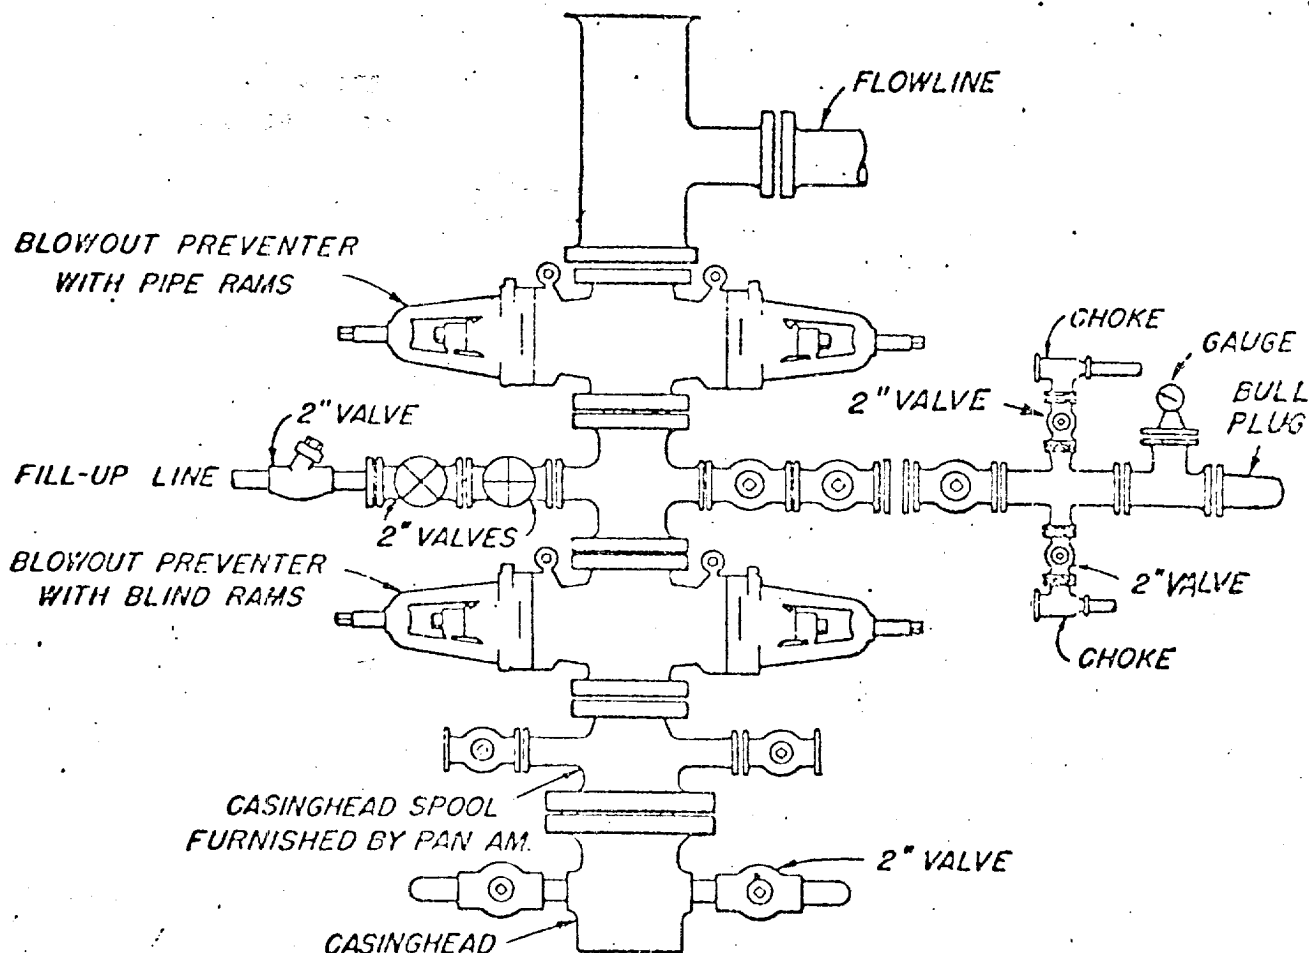 FLOWLINE
BLOWOUT PREVENTER
WITH PIPE RAMS
CHOKE
GAUGE
BULL
PLUG
2" VALVE
2" VALVE
FILL-UP LINE
2" VALVES
BLOWOUT PREVENTER
WITH BLIND RAMS
2" VALVE
CHOKE
CASINGHEAD SPOOL
FURNISHED BY PAN AM.
2" VALVE
CASINGHEAD